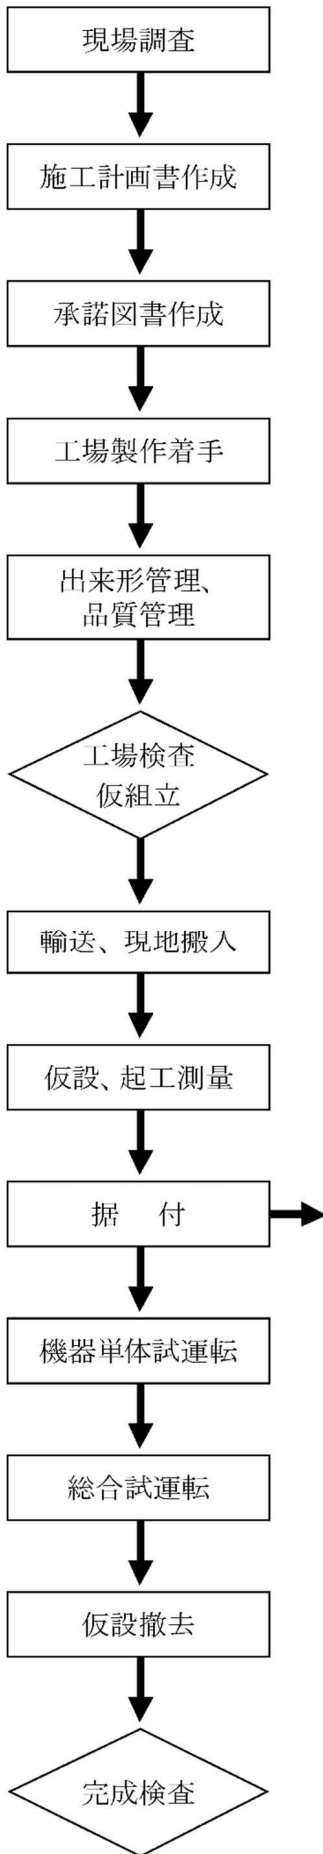 現場調査
施工計画書作成
承諾図書作成
工場製作着手
出来形管理、
品質管理
工場検査
仮組立
輸送、現地搬入
仮設、起工測量
据　付
機器単体試運転
総合試運転
仮設撤去
完成検査